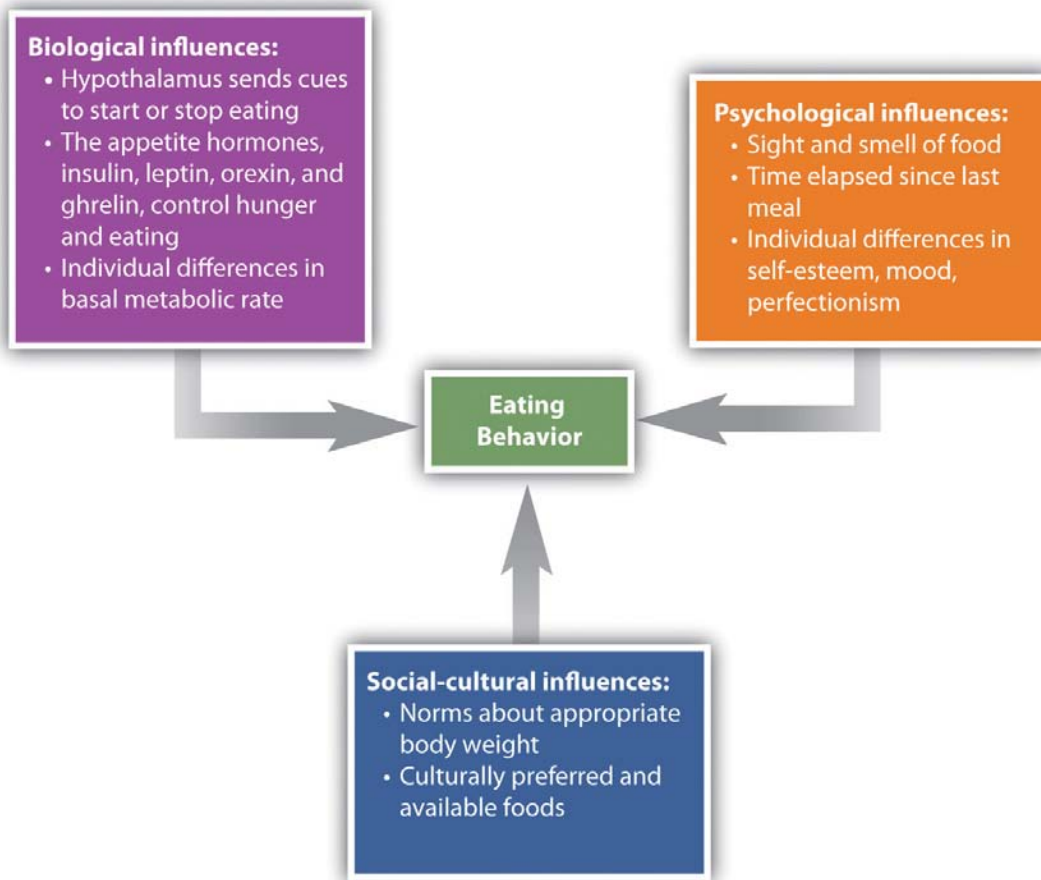 Biological influences:
• Hypothalamus sends cues
to start or stop eating
• The appetite hormones,
insulin, leptin, orexin, and
ghrelin, control hunger
and eating
• Individual differences in
basal metabolic rate
Psychological influences:
• Sight and smell of food
• Time elapsed since last
meal
• Individual differences in
self-esteem, mood,
perfectionism
Eating
Behavior
Social-cultural influences:
• Norms about appropriate
body weight
• Culturally preferred and
available foods